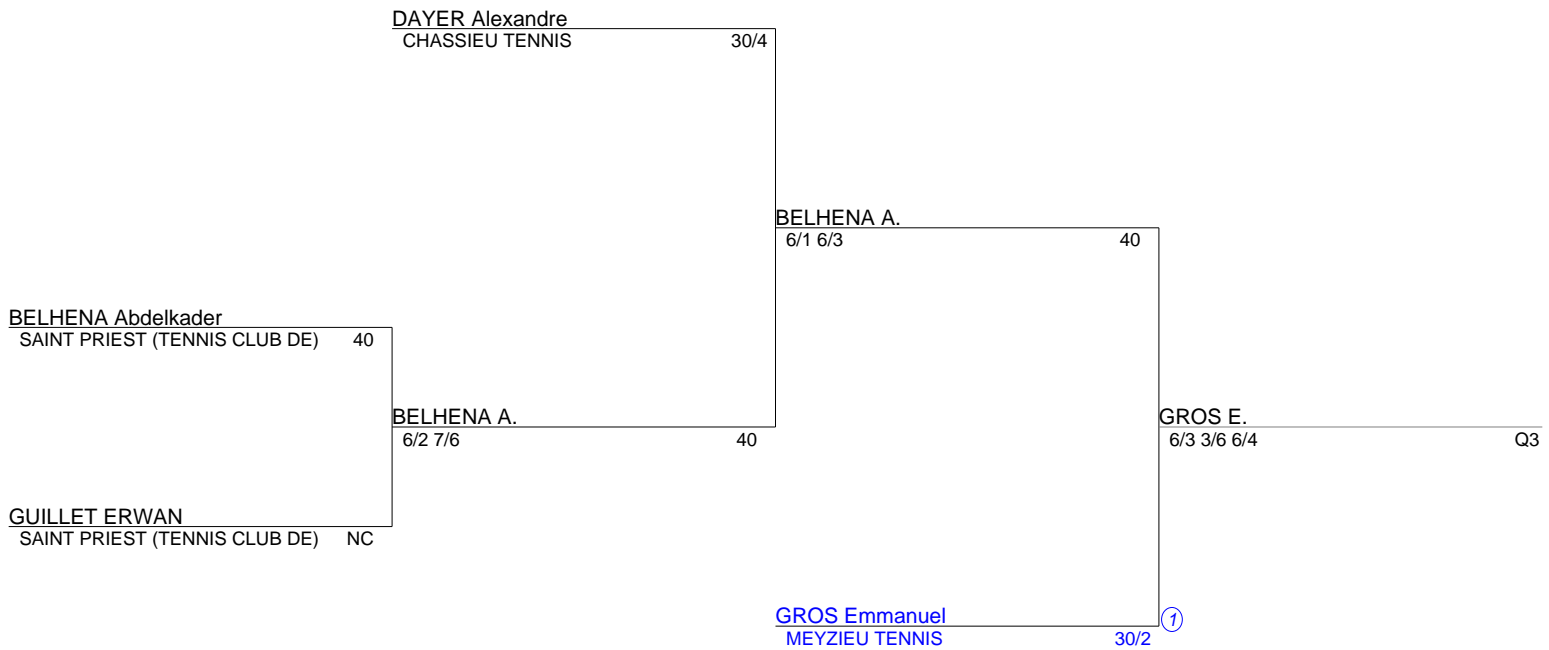 DAYER Alexandre
CHASSIEU TENNIS 30/4
BELHENA A.
6/1 6/3 40
BELHENA Abdelkader
SAINT PRIEST (TENNIS CLUB DE) 40
BELHENA A.
6/2 7/6 40
GROS E.
6/3 3/6 6/4 Q3
GUILLET ERWAN
SAINT PRIEST (TENNIS CLUB DE) NC
GROS Emmanuel 1
MEYZIEU TENNIS 30/2